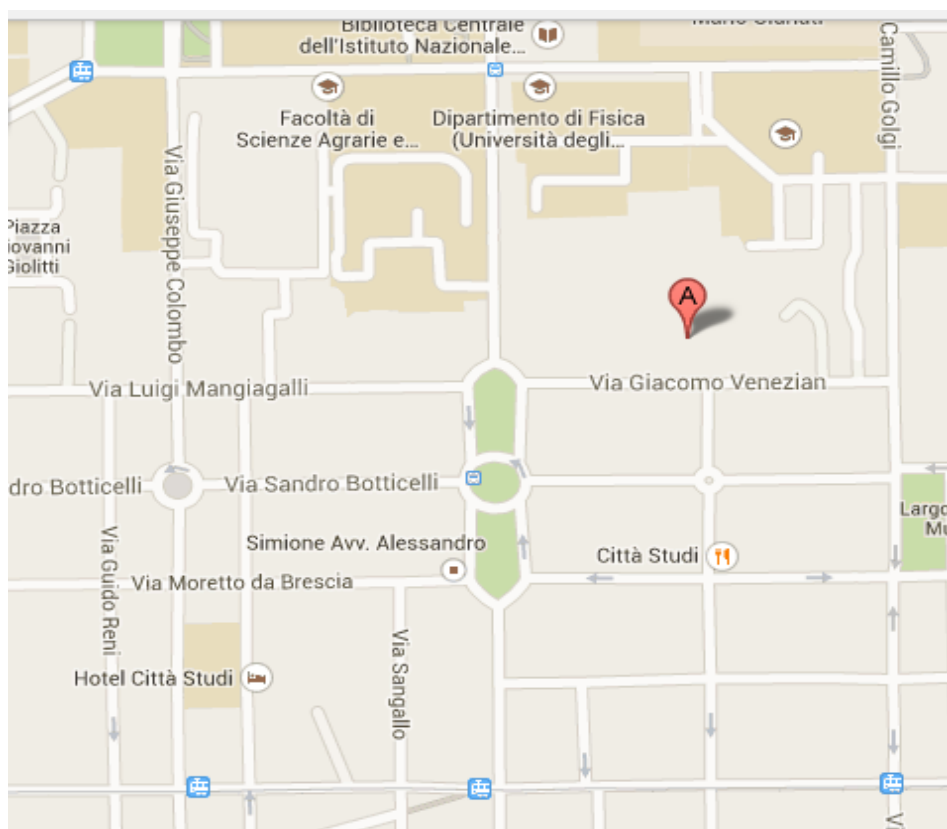 Biblioteca Centrale
dell'Istituto Nazionale...
Camillo Golgi
Facoltà di
Scienze Agrarie e...
Dipartimento di Fisica
(Università degli...
Via Giuseppe Colombo
Piazza
iovanni
Giolitti
A
Via Luigi Mangiagalli
Via Giacomo Venezian
dro Botticelli
Via Sandro Botticelli
Largo
Mu
Via Guido Reni
Simione Avv. Alessandro
Città Studi
Via Moretto da Brescia
Via Sangallo
Hotel Città Studi
Vi